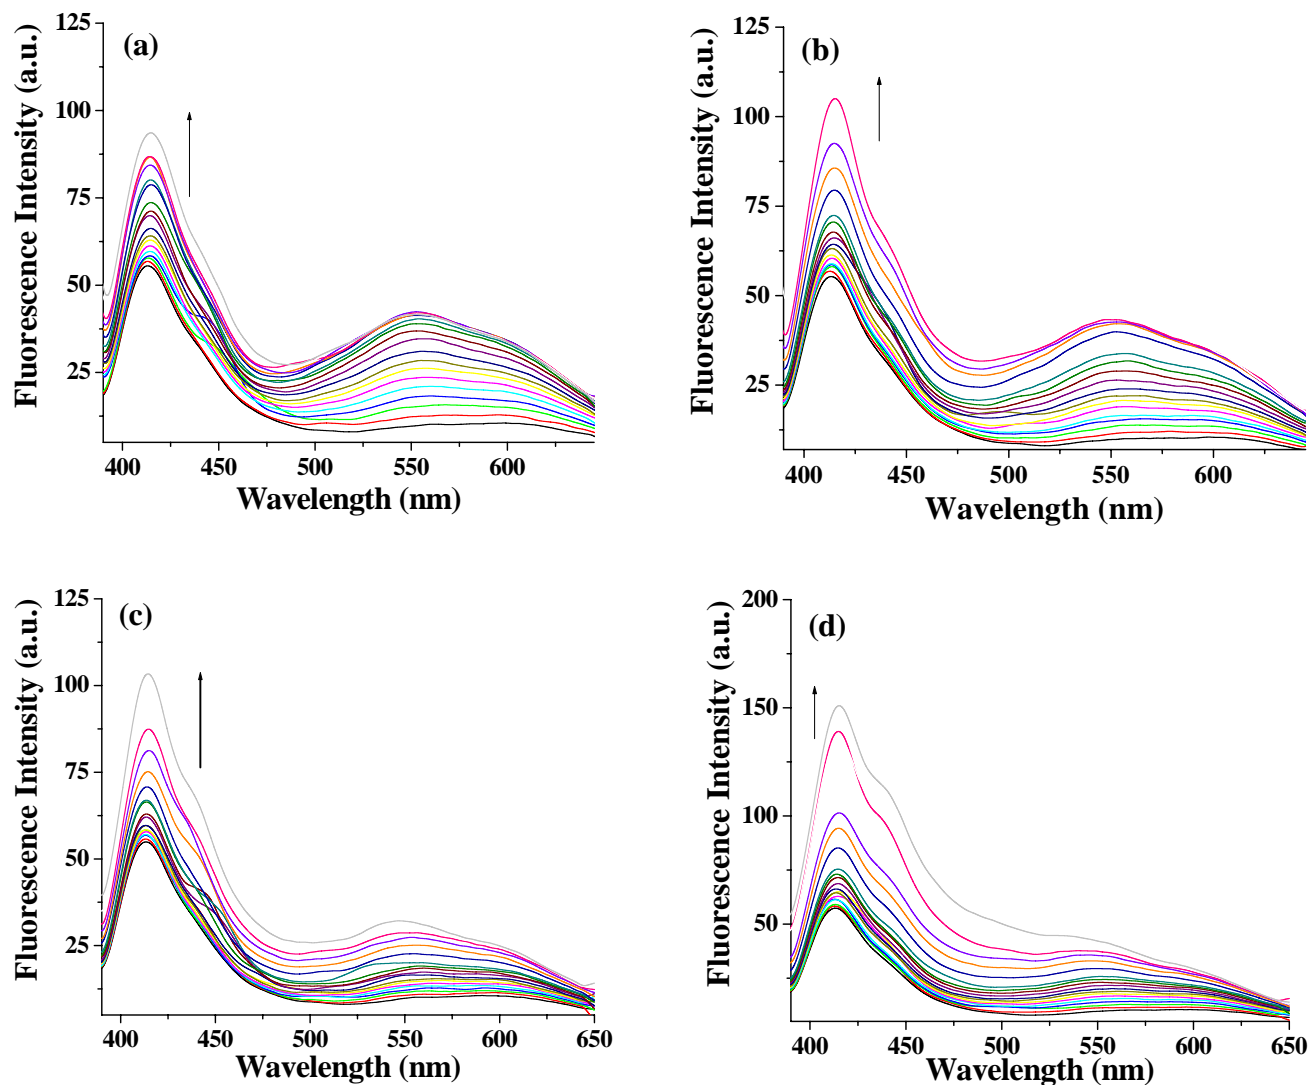 (a)
Fluorescence Intensity (a.u.)
125
100
75
50
25
400 450 500 550 600
Wavelength (nm)
(b)
Fluorescence Intensity (a.u.)
125
100
75
50
25
400 450 500 550 600
Wavelength (nm)
(c)
Fluorescence Intensity (a.u.)
125
100
75
50
25
400 450 500 550 600 650
Wavelength (nm)
(d)
Fluorescence Intensity (a.u.)
200
150
100
50
400 450 500 550 600 650
Wavelength (nm)